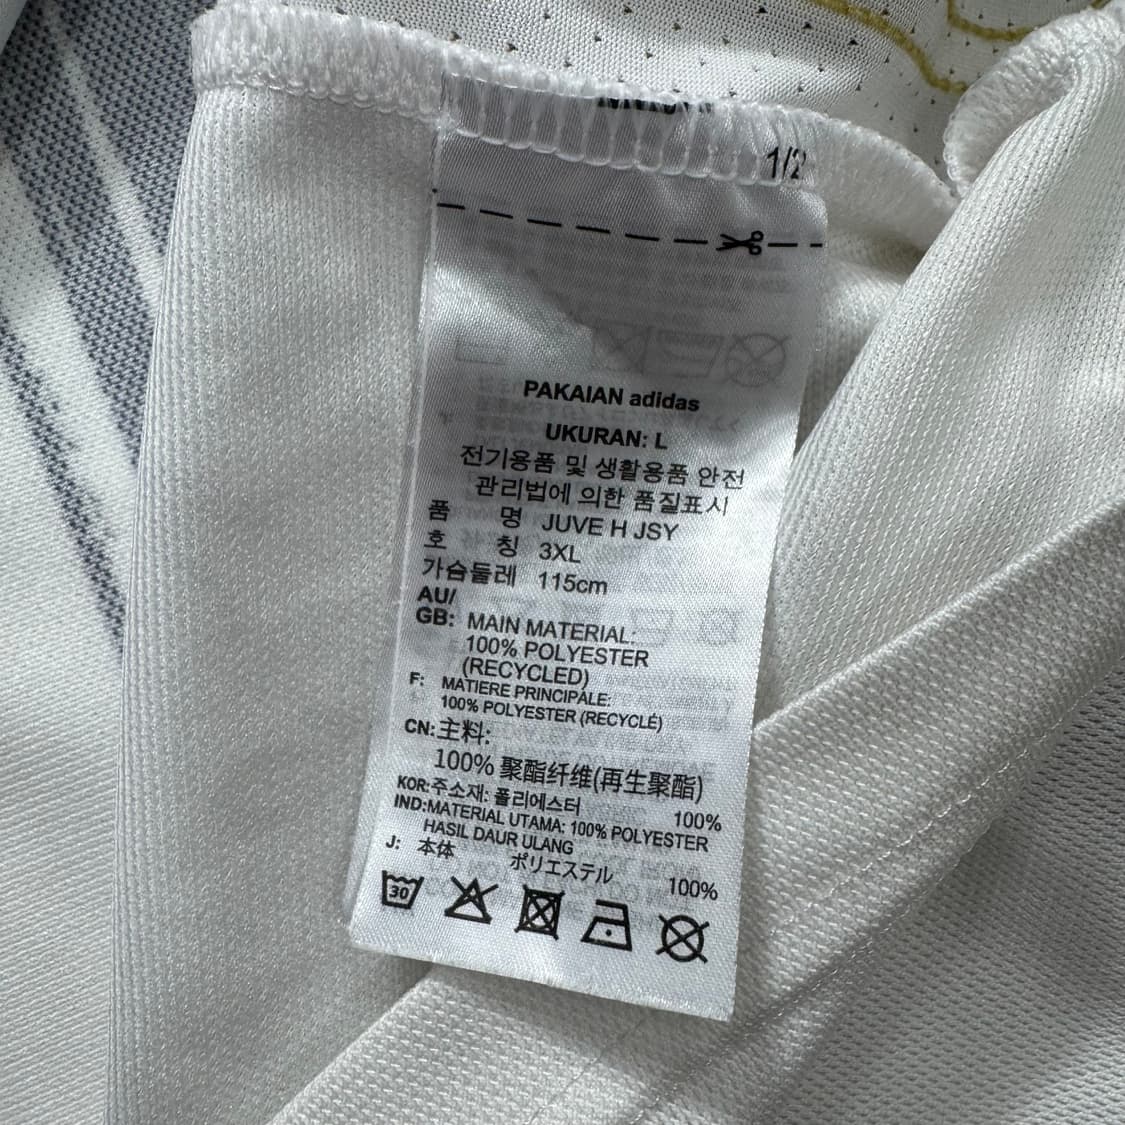 1/2
PAKAIAN adidas
UKURAN: L
전기용품 및 생활용품 안전
관리법에 의한 품질표시
품 명 JUVE H JSY
호 칭 3XL
가슴둘레 115cm
AU/
GB: MAIN MATERIAL:
100% POLYESTER
(RECYCLED)
F: MATIERE PRINCIPALE:
100% POLYESTER (RECYCLÉ)
CN:主料:
100% 聚酯纤维(再生聚酯)
KOR:주소재: 폴리에스터 100%
IND:MATERIAL UTAMA: 100% POLYESTER
HASIL DAUR ULANG
J: 本体 ポリエステル 100%
30